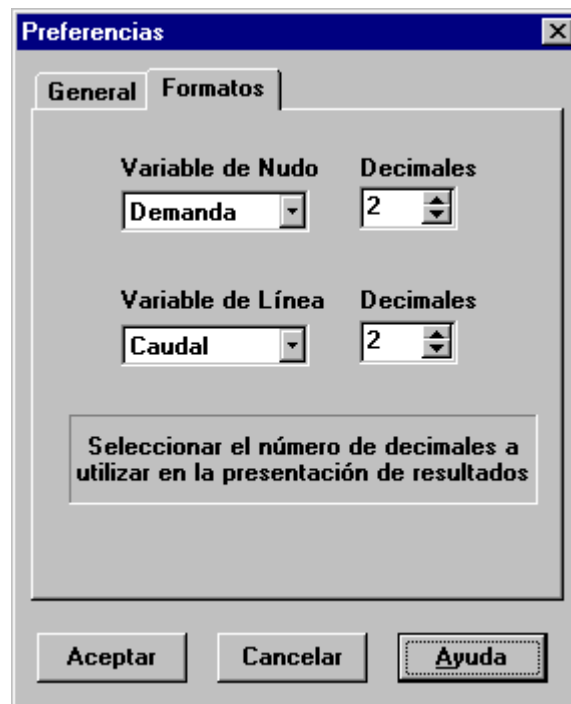 Preferencias
General Formatos
Variable de Nudo Decimales
Demanda 2
Variable de Línea Decimales
Caudal 2
Seleccionar el número de decimales a
utilizar en la presentación de resultados
Aceptar Cancelar Ayuda